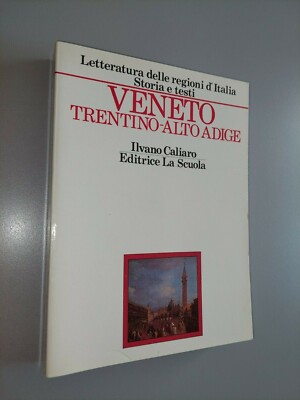 Letteratura delle regioni d'Italia
Storia e testi
VENETO
TRENTINO-ALTO ADIGE
Ilvano Caliaro
Editrice La Scuola